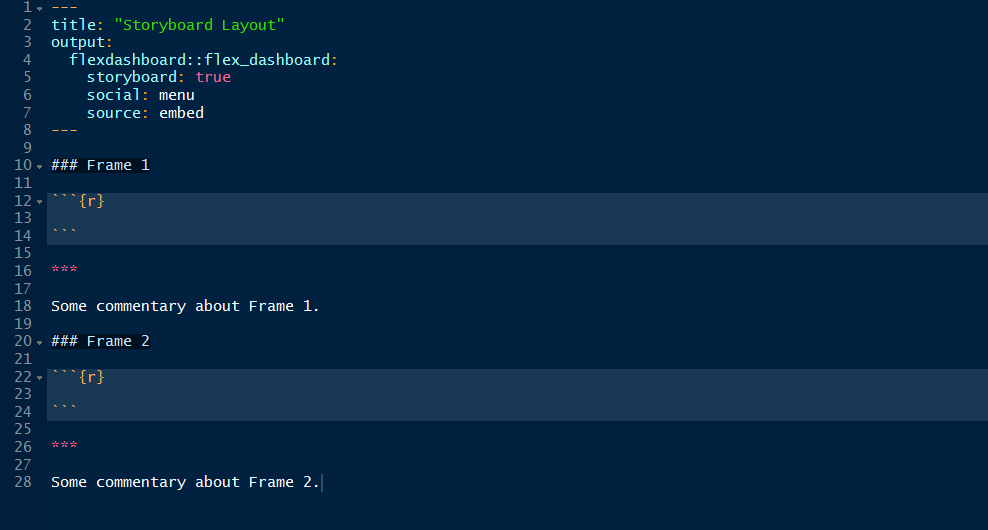 1 ---
2 title: "Storyboard Layout"
3 output:
4   flexdashboard::flex_dashboard:
5     storyboard: true
6     social: menu
7     source: embed
8 ---
9
10 ### Frame 1
11
12 ```{r}
13
14 ```
15
16 ***
17
18 Some commentary about Frame 1.
19
20 ### Frame 2
21
22 ```{r}
23
24 ```
25
26 ***
27
28 Some commentary about Frame 2.